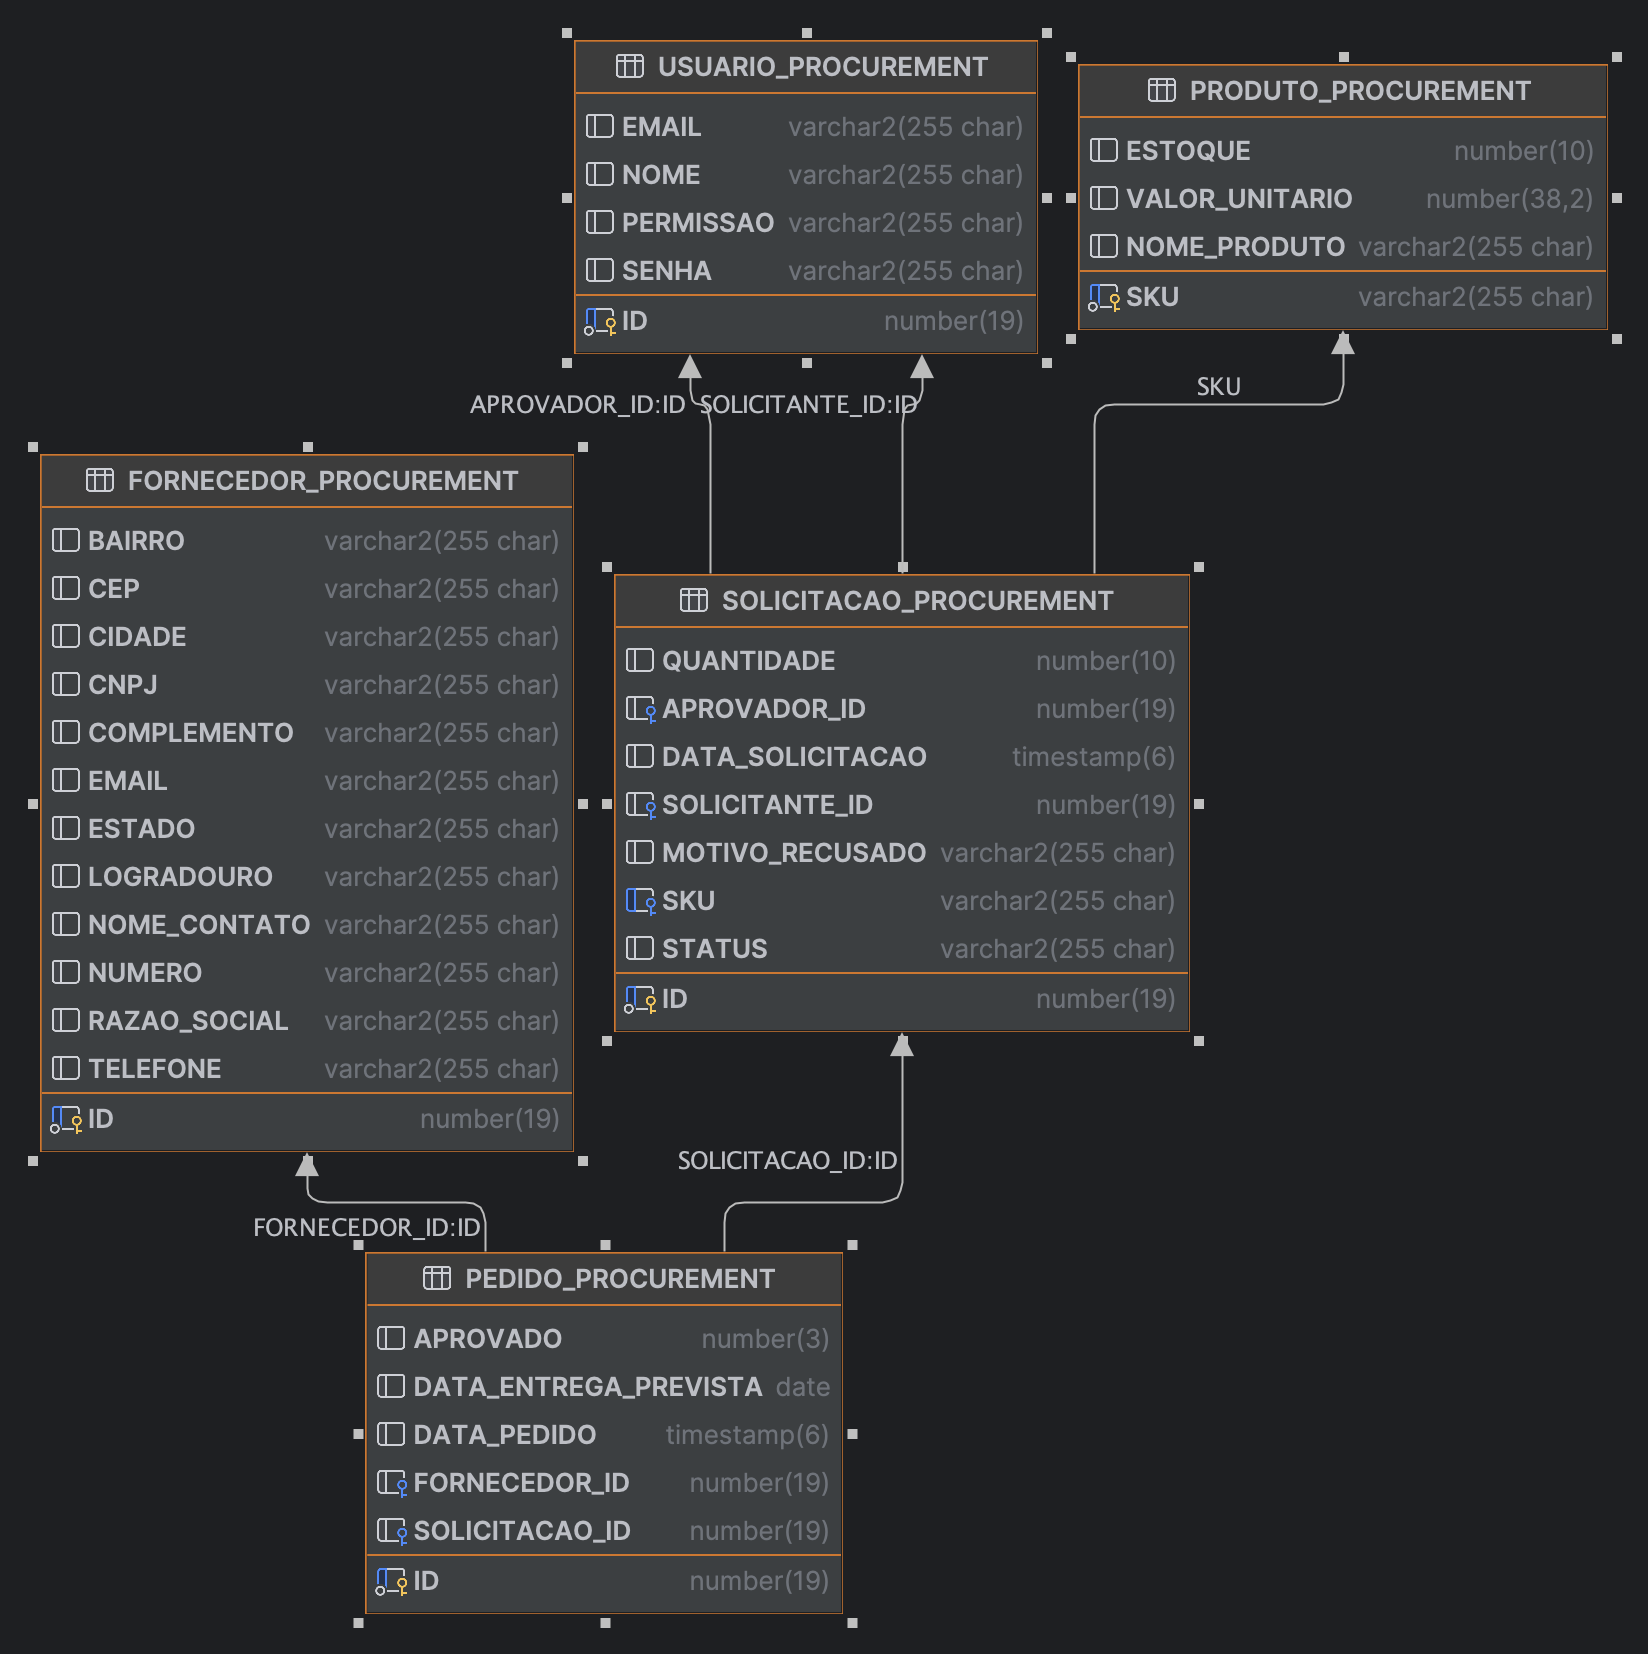 USUARIO_PROCUREMENT
EMAIL varchar2(255 char)
NOME varchar2(255 char)
PERMISSAO varchar2(255 char)
SENHA varchar2(255 char)
ID number(19)
PRODUTO_PROCUREMENT
ESTOQUE number(10)
VALOR_UNITARIO number(38,2)
NOME_PRODUTO varchar2(255 char)
SKU varchar2(255 char)
APROVADOR_ID:ID
SOLICITANTE_ID:ID
SKU
FORNECEDOR_PROCUREMENT
BAIRRO varchar2(255 char)
CEP varchar2(255 char)
CIDADE varchar2(255 char)
CNPJ varchar2(255 char)
COMPLEMENTO varchar2(255 char)
EMAIL varchar2(255 char)
ESTADO varchar2(255 char)
LOGRADOURO varchar2(255 char)
NOME_CONTATO varchar2(255 char)
NUMERO varchar2(255 char)
RAZAO_SOCIAL varchar2(255 char)
TELEFONE varchar2(255 char)
ID number(19)
SOLICITACAO_PROCUREMENT
QUANTIDADE number(10)
APROVADOR_ID number(19)
DATA_SOLICITACAO timestamp(6)
SOLICITANTE_ID number(19)
MOTIVO_RECUSADO varchar2(255 char)
SKU varchar2(255 char)
STATUS varchar2(255 char)
ID number(19)
SOLICITACAO_ID:ID
FORNECEDOR_ID:ID
PEDIDO_PROCUREMENT
APROVADO number(3)
DATA_ENTREGA_PREVISTA date
DATA_PEDIDO timestamp(6)
FORNECEDOR_ID number(19)
SOLICITACAO_ID number(19)
ID number(19)